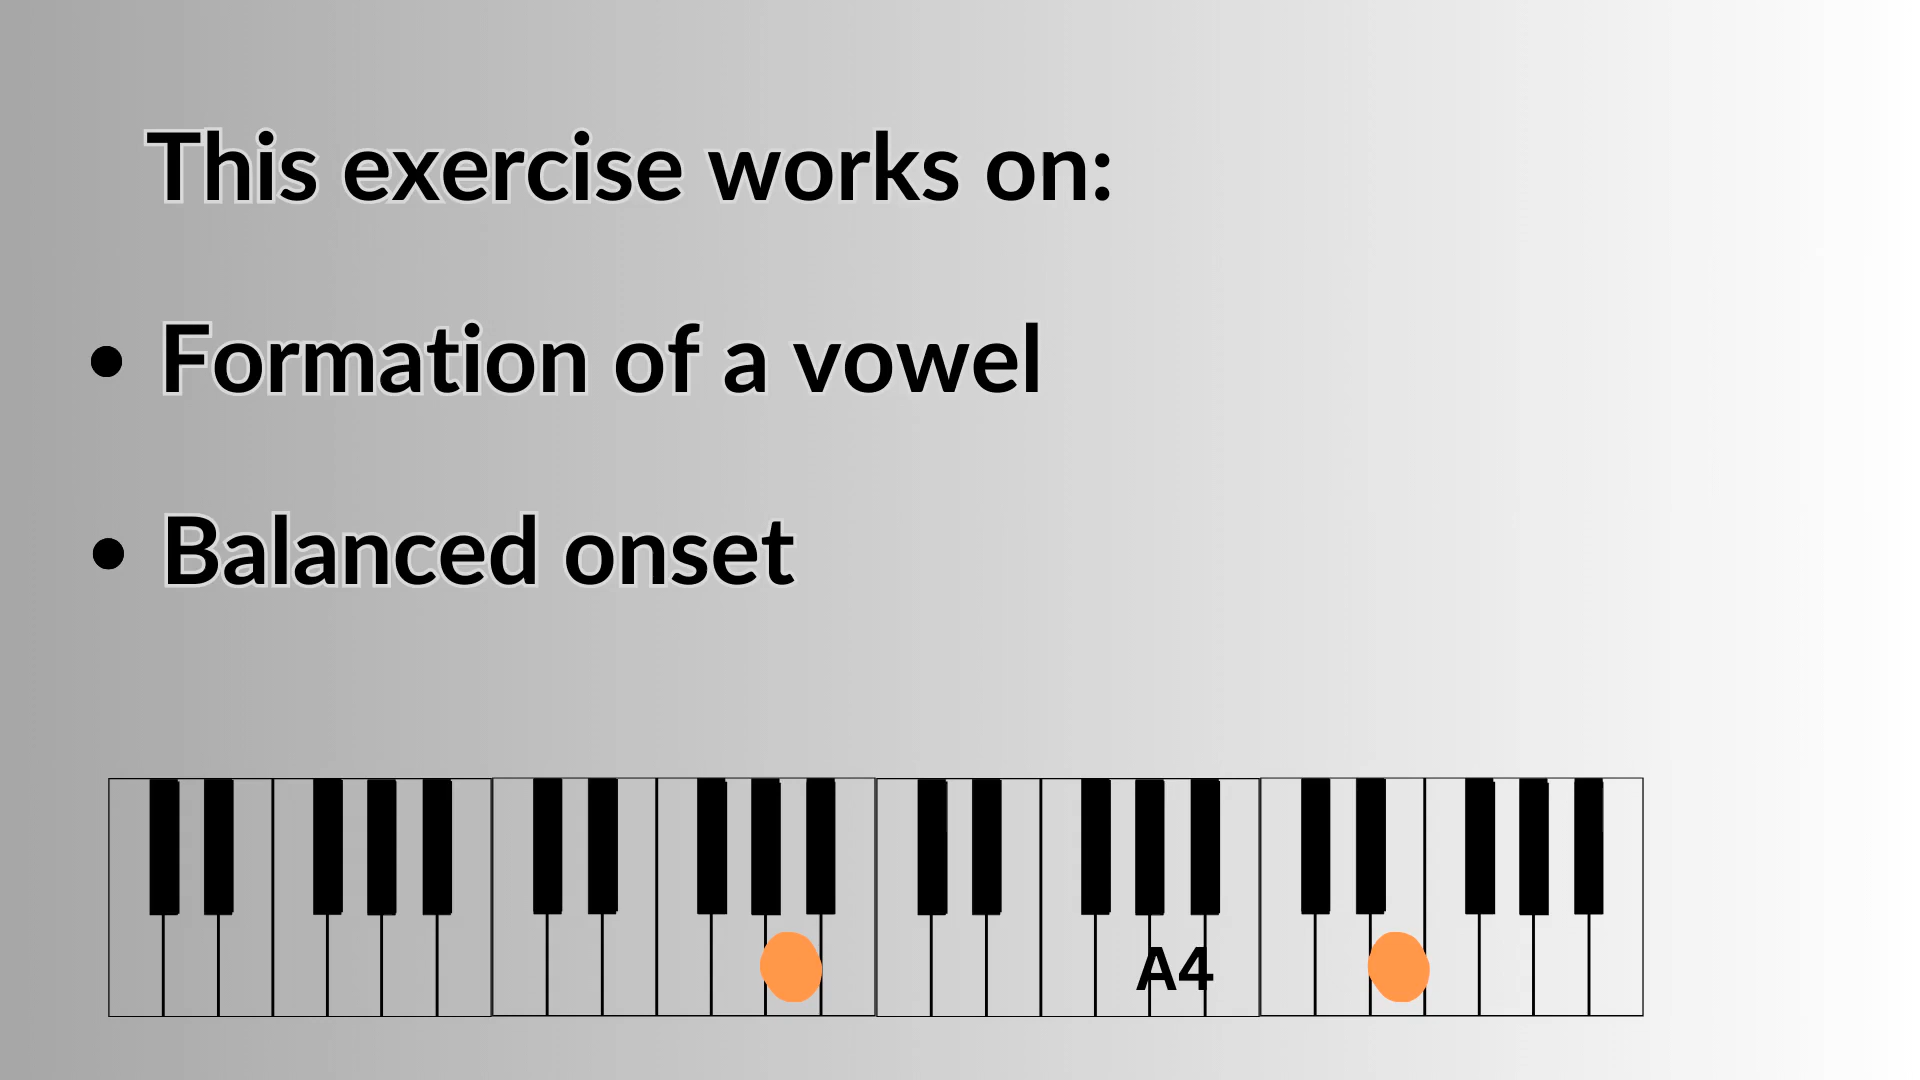 This exercise works on:
• Formation of a vowel
• Balanced onset
A4